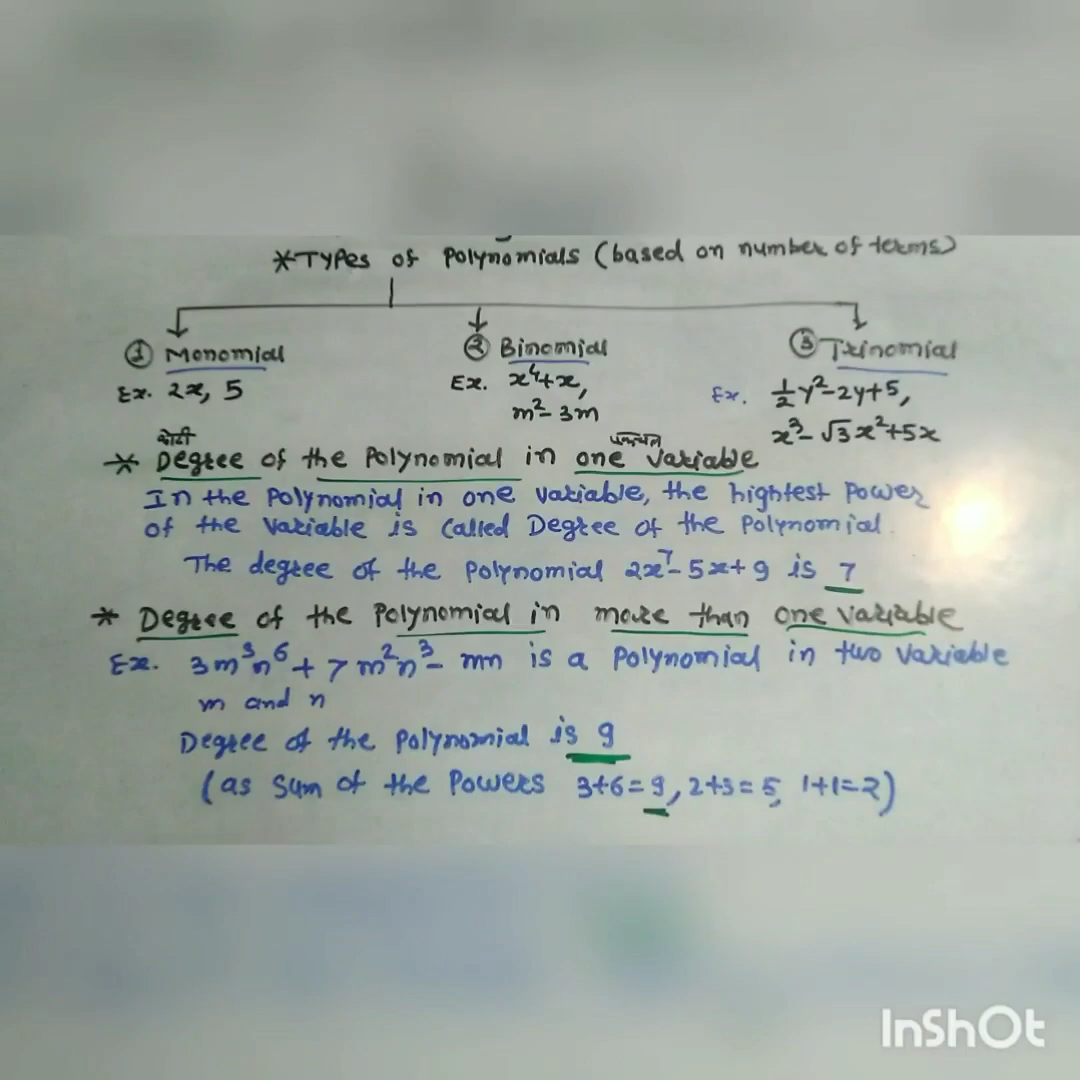 *Types of Polynomials (based on number of terms)
① Monomial
Ex. 2x, 5
② Binomial
Ex. x⁴+x,
m²-3m
③ Trinomial
Ex. ½y²-2y+5,
x³-√3x²+5x
कोटी
* Degree of the Polynomial in one variable
In the Polynomial in one variable, the highest Power
of the variable is Called Degree of the Polynomial.
The degree of the Polynomial 2x⁷-5x+9 is 7
* Degree of the Polynomial in more than one variable
Ex. 3m³n⁶ + 7m²n³- mn is a Polynomial in two variable
m and n
Degree of the Polynomial is 9
(as sum of the Powers 3+6=9, 2+3=5, 1+1=2)
InShOt